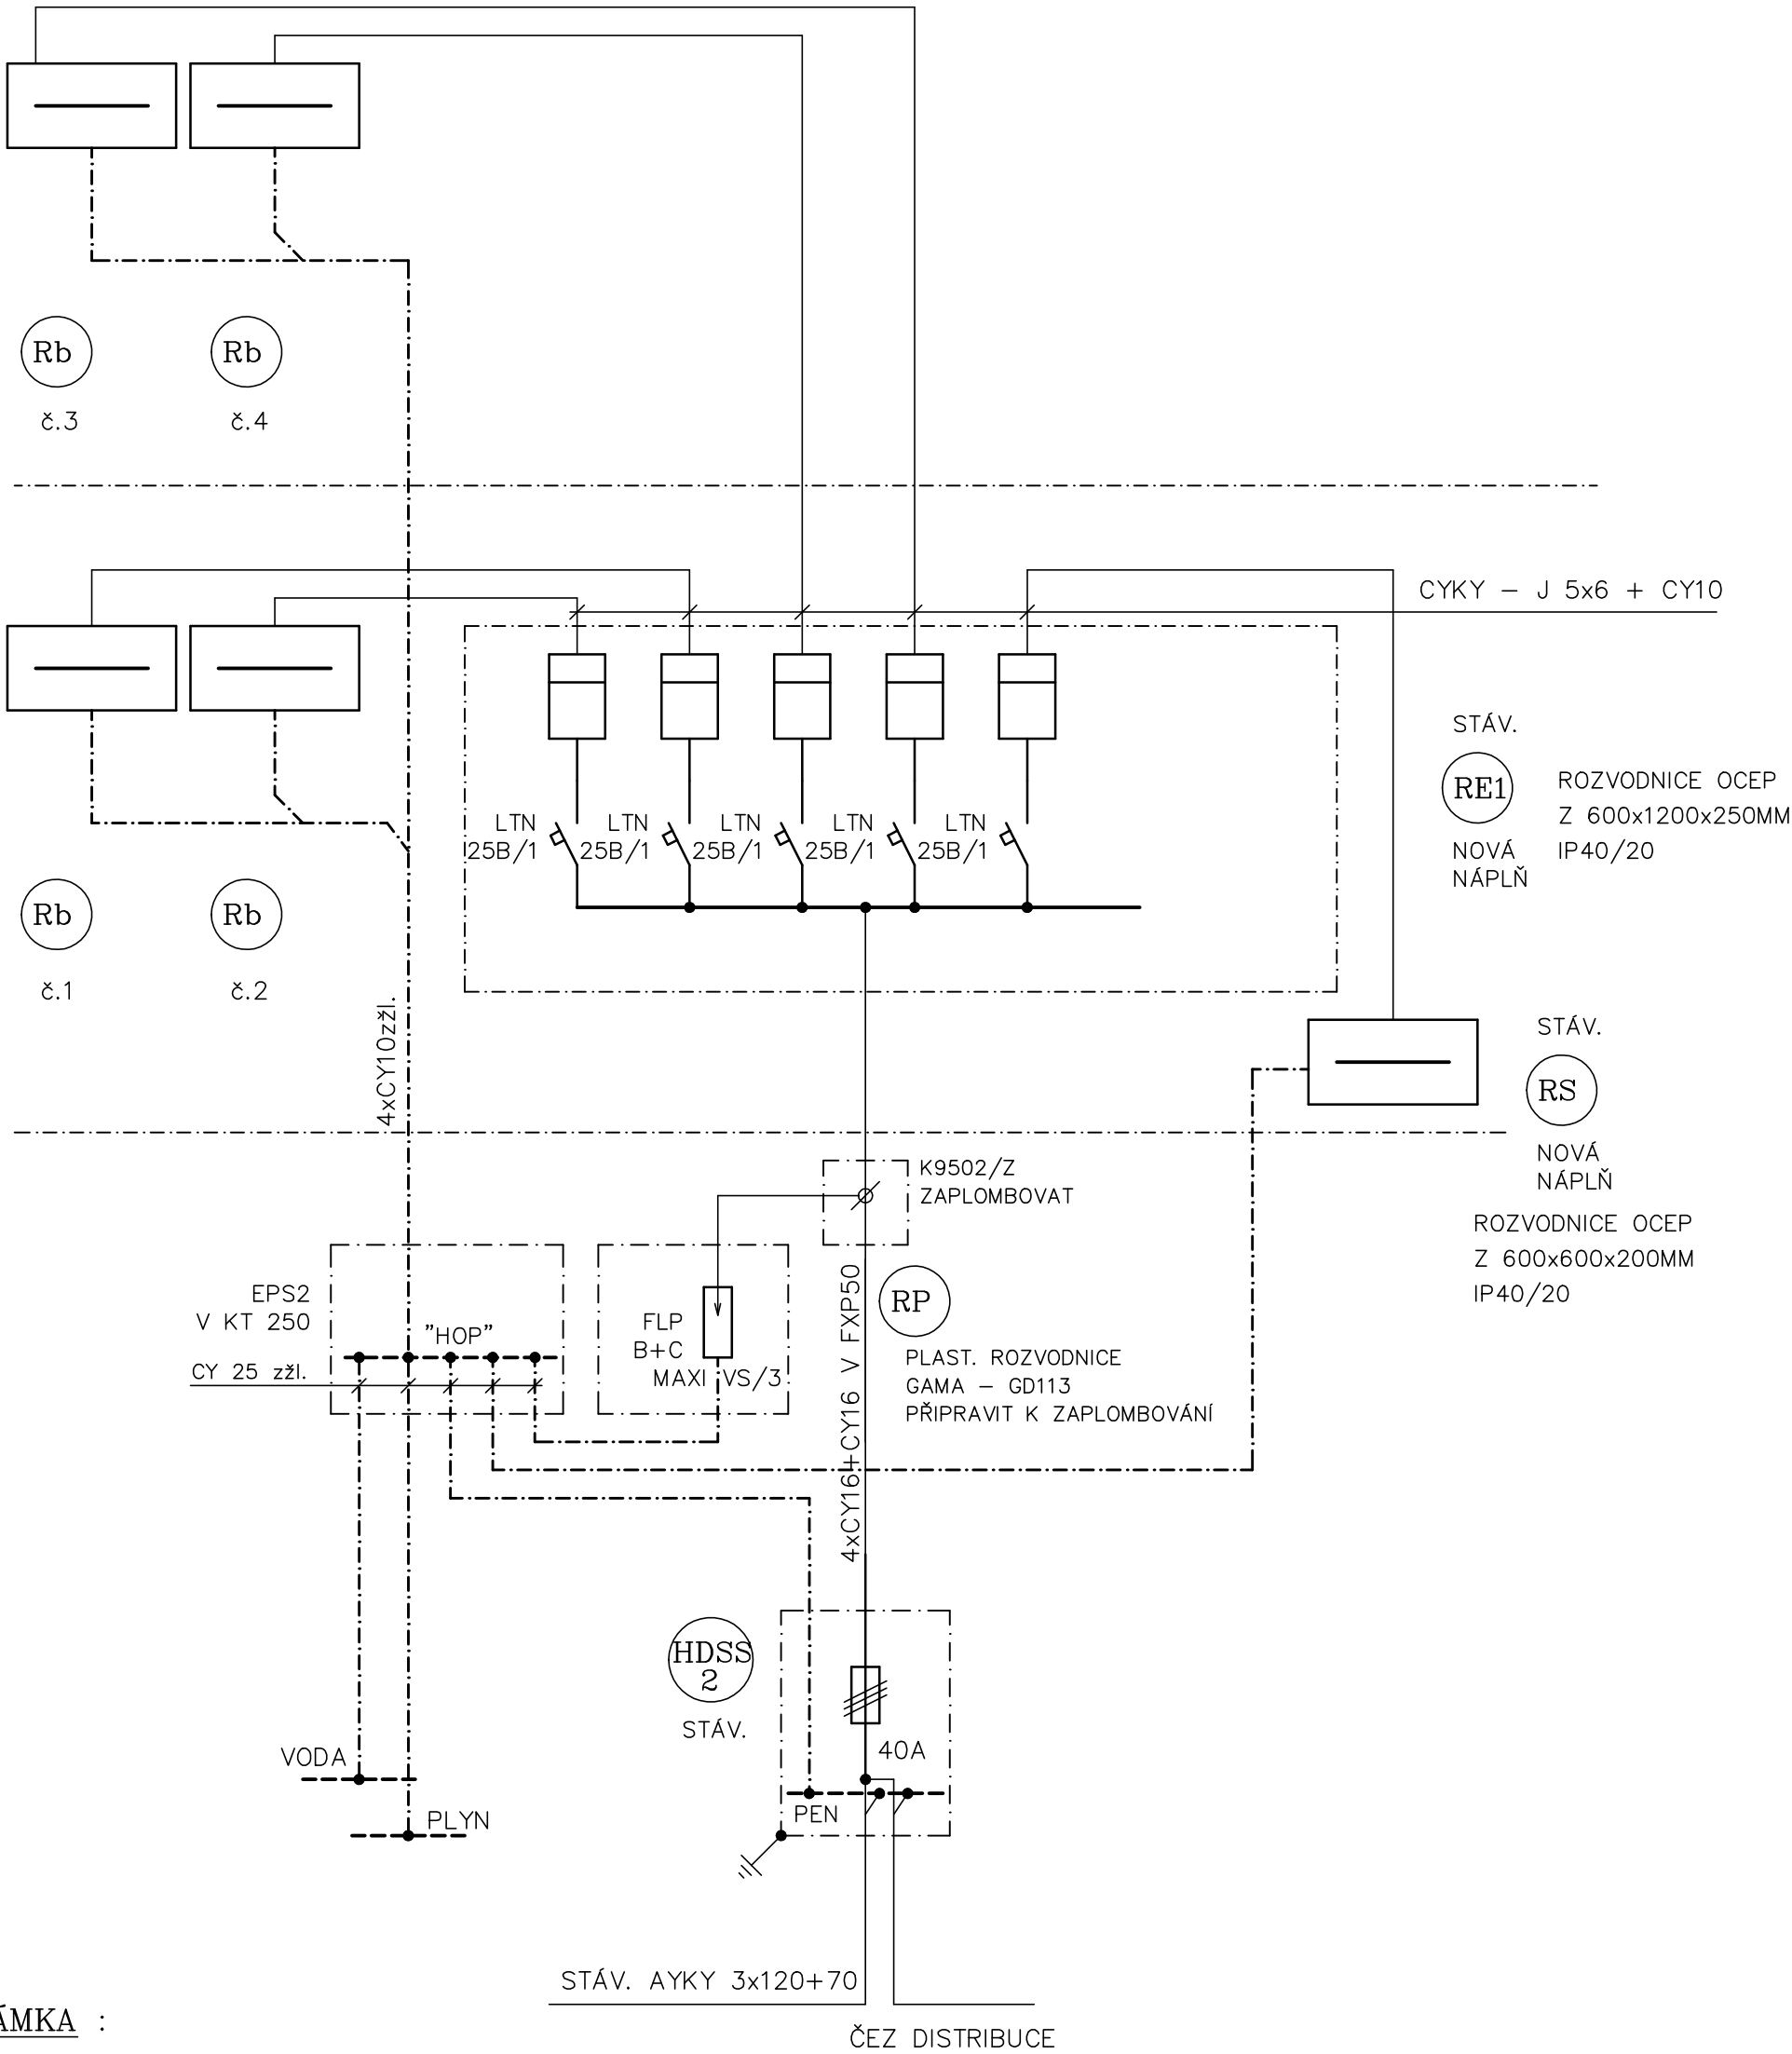 Rb
Rb
č.3
č.4
CYKY – J 5x6 + CY10
STÁV.
RE1
ROZVODNICE OCEP
Z 600x1200x250MM
IP40/20
NOVÁ
NÁPLŇ
LTN
25B/1
LTN
25B/1
LTN
25B/1
LTN
25B/1
LTN
25B/1
Rb
Rb
č.1
č.2
4xCY10zžl.
STÁV.
RS
NOVÁ
NÁPLŇ
ROZVODNICE OCEP
Z 600x600x200MM
IP40/20
K9502/Z
ZAPLOMBOVAT
EPS2
V KT 250
"HOP"
CY 25 zžl.
FLP
B+C
MAXI VS/3
4xCY16+CY16 V FXP50
RP
PLAST. ROZVODNICE
GAMA – GD113
PŘIPRAVIT K ZAPLOMBOVÁNÍ
HDSS
2
STÁV.
40A
PEN
VODA
PLYN
STÁV. AYKY 3x120+70
ČEZ DISTRIBUCE
ÁMKA :